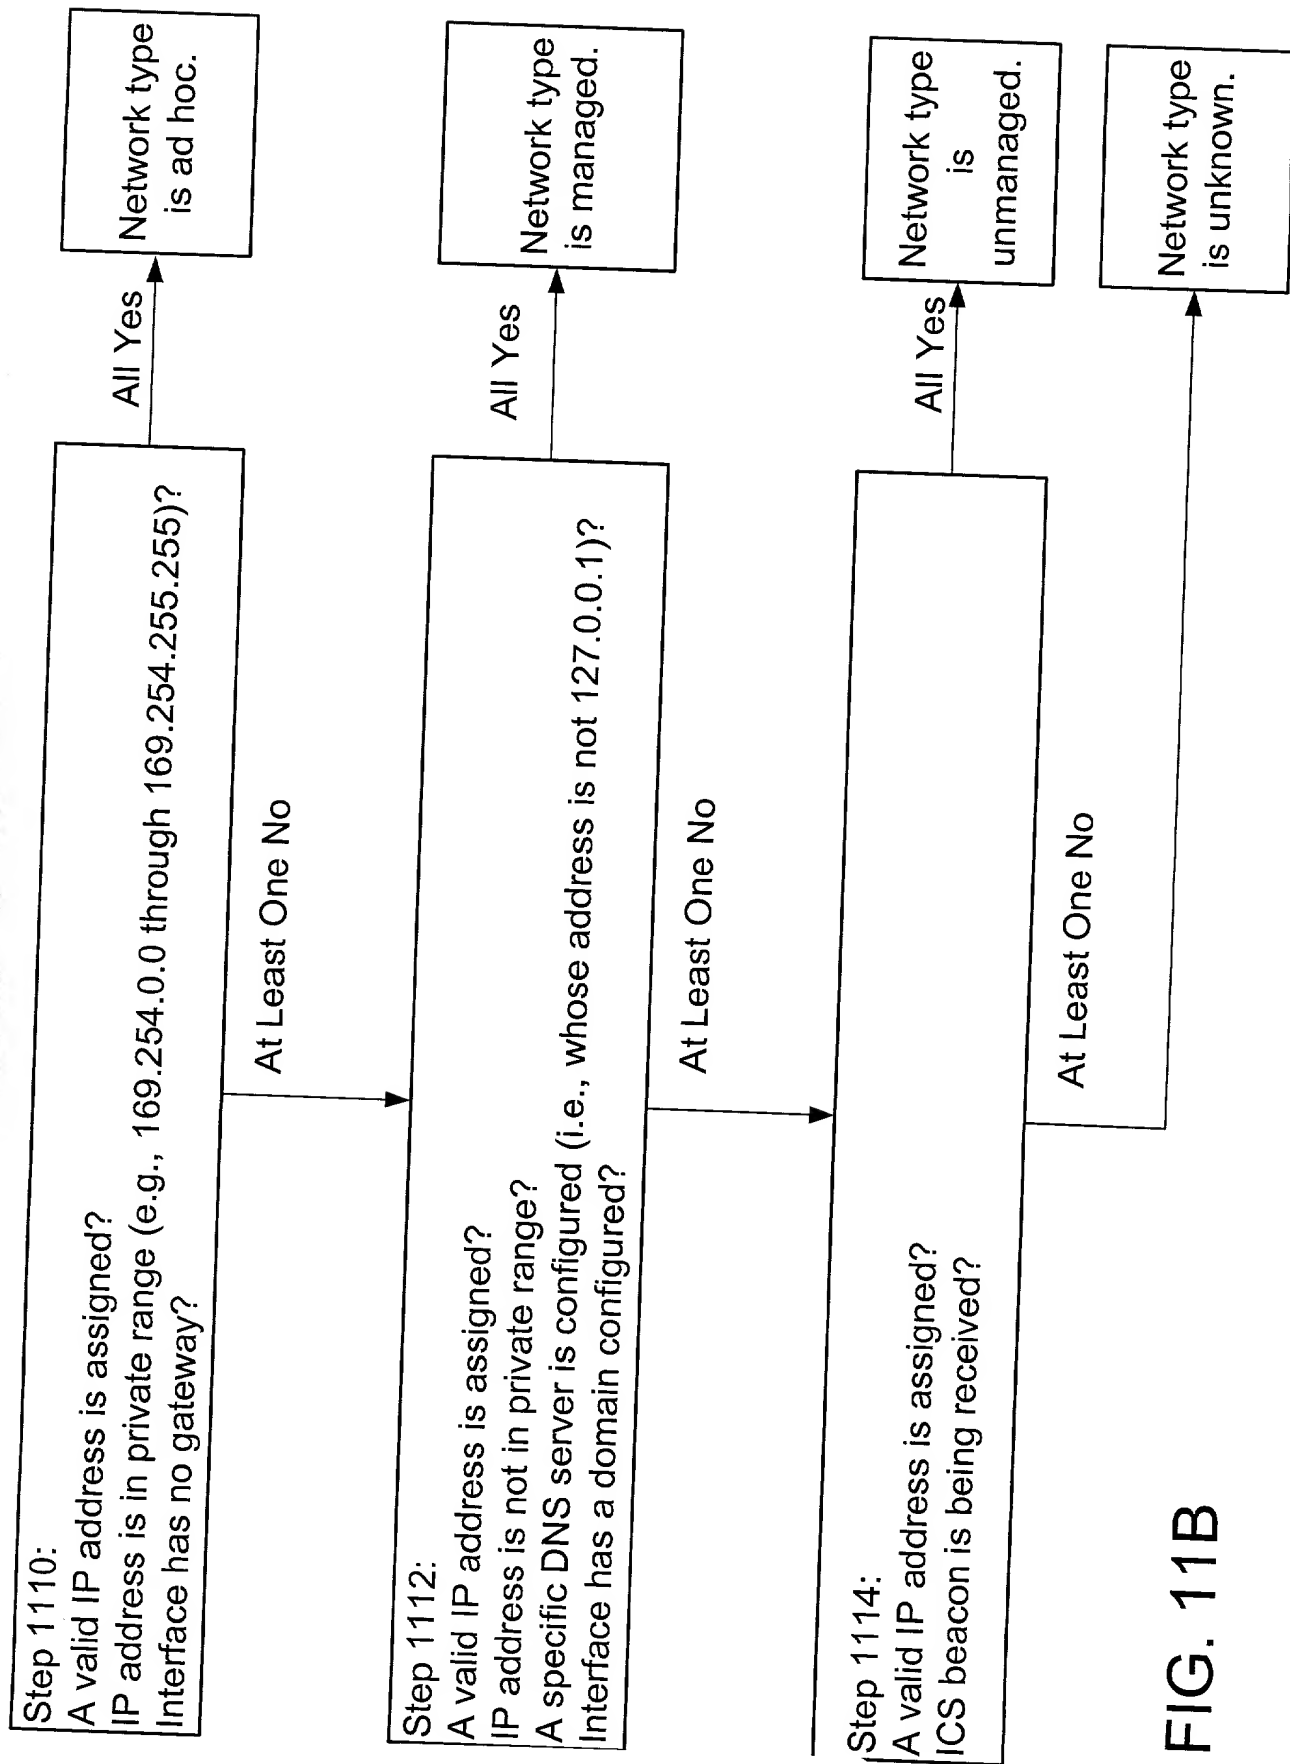 Step 1110:
A valid IP address is assigned?
IP address is in private range (e.g., 169.254.0.0 through 169.254.255.255)?
Interface has no gateway?
All Yes
Network type
is ad hoc.
At Least One No
Step 1112:
A valid IP address is assigned?
IP address is not in private range?
A specific DNS server is configured (i.e., whose address is not 127.0.0.1)?
Interface has a domain configured?
All Yes
Network type
is managed.
At Least One No
Step 1114:
A valid IP address is assigned?
ICS beacon is being received?
All Yes
Network type
is
unmanaged.
At Least One No
Network type
is unknown.
FIG. 11B